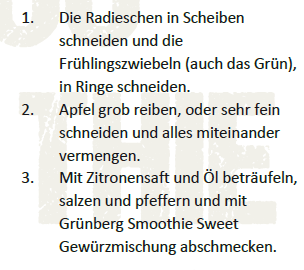 1. Die Radieschen in Scheiben
schneiden und die
Frühlingszwiebeln (auch das Grün),
in Ringe schneiden.
2. Apfel grob reiben, oder sehr fein
schneiden und alles miteinander
vermengen.
3. Mit Zitronensaft und Öl beträufeln,
salzen und pfeffern und mit
Grünberg Smoothie Sweet
Gewürzmischung abschmecken.